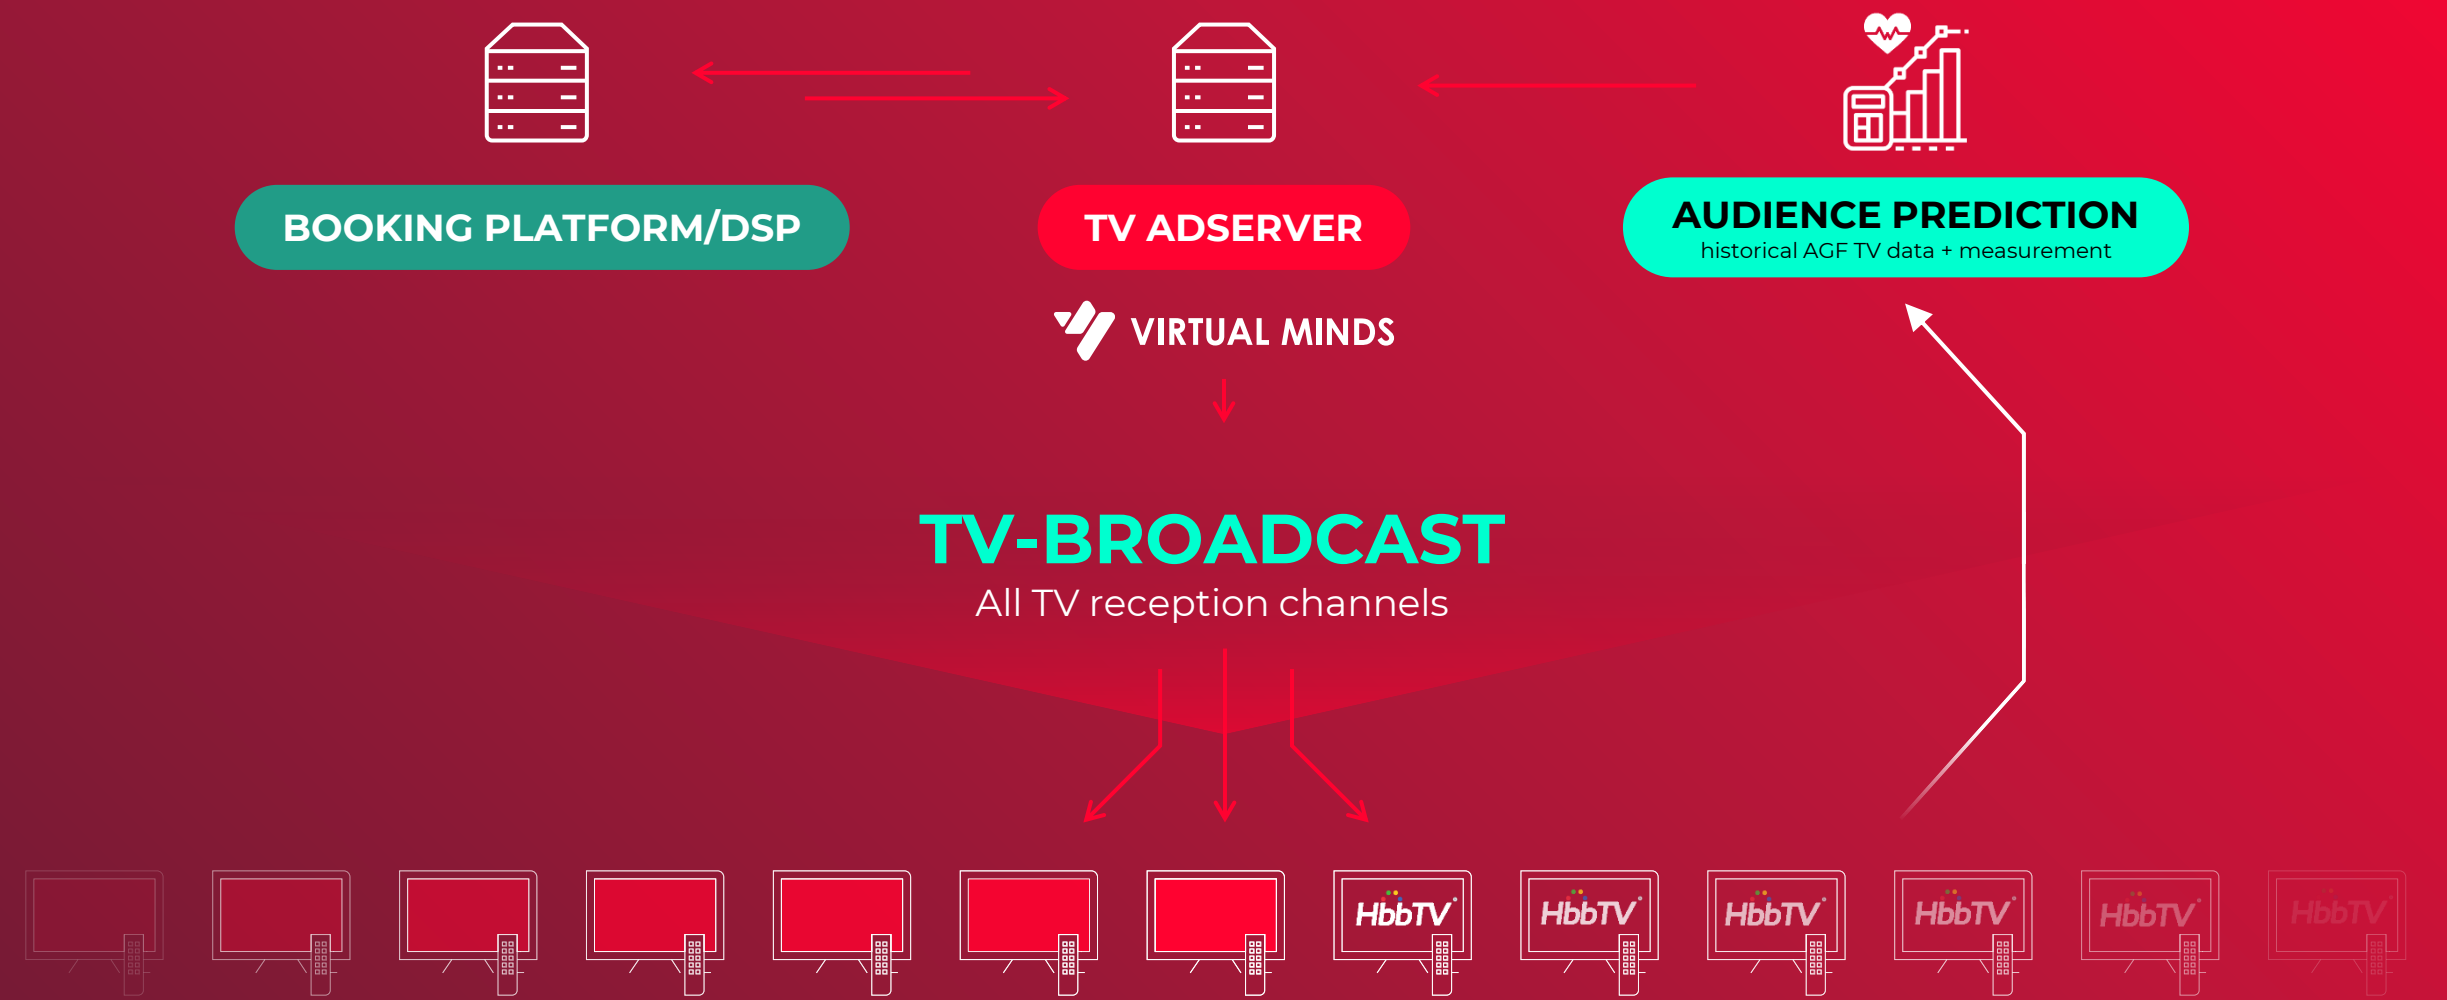 BOOKING PLATFORM/DSP
TV ADSERVER
AUDIENCE PREDICTION
historical AGF TV data + measurement
VIRTUAL MINDS
TV-BROADCAST
All TV reception channels
HbbTV
HbbTV
HbbTV
HbbTV
HbbTV
HbbTV